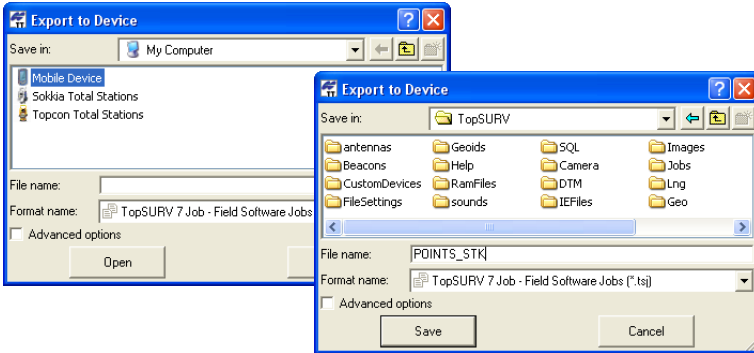 Export to Device
Save in:
My Computer
Mobile Device
Sokkia Total Stations
Topcon Total Stations
File name:
Format name:
TopSURV 7 Job - Field Software Jobs
Advanced options
Open
Export to Device
Save in:
TopSURV
antennas
Geoids
SQL
Images
Beacons
Help
Camera
Jobs
CustomDevices
RamFiles
DTM
Lng
FileSettings
sounds
IEFiles
Geo
File name:
POINTS_STK
Format name:
TopSURV 7 Job - Field Software Jobs (*.tsj)
Advanced options
Save
Cancel